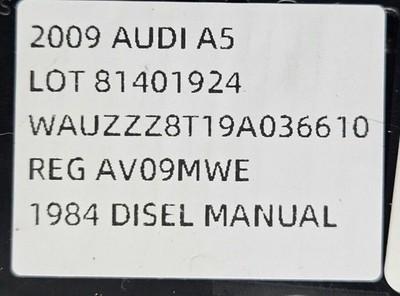 2009 AUDI A5
LOT 81401924
WAUZZZ8T19A036610
REG AV09MWE
1984 DISEL MANUAL